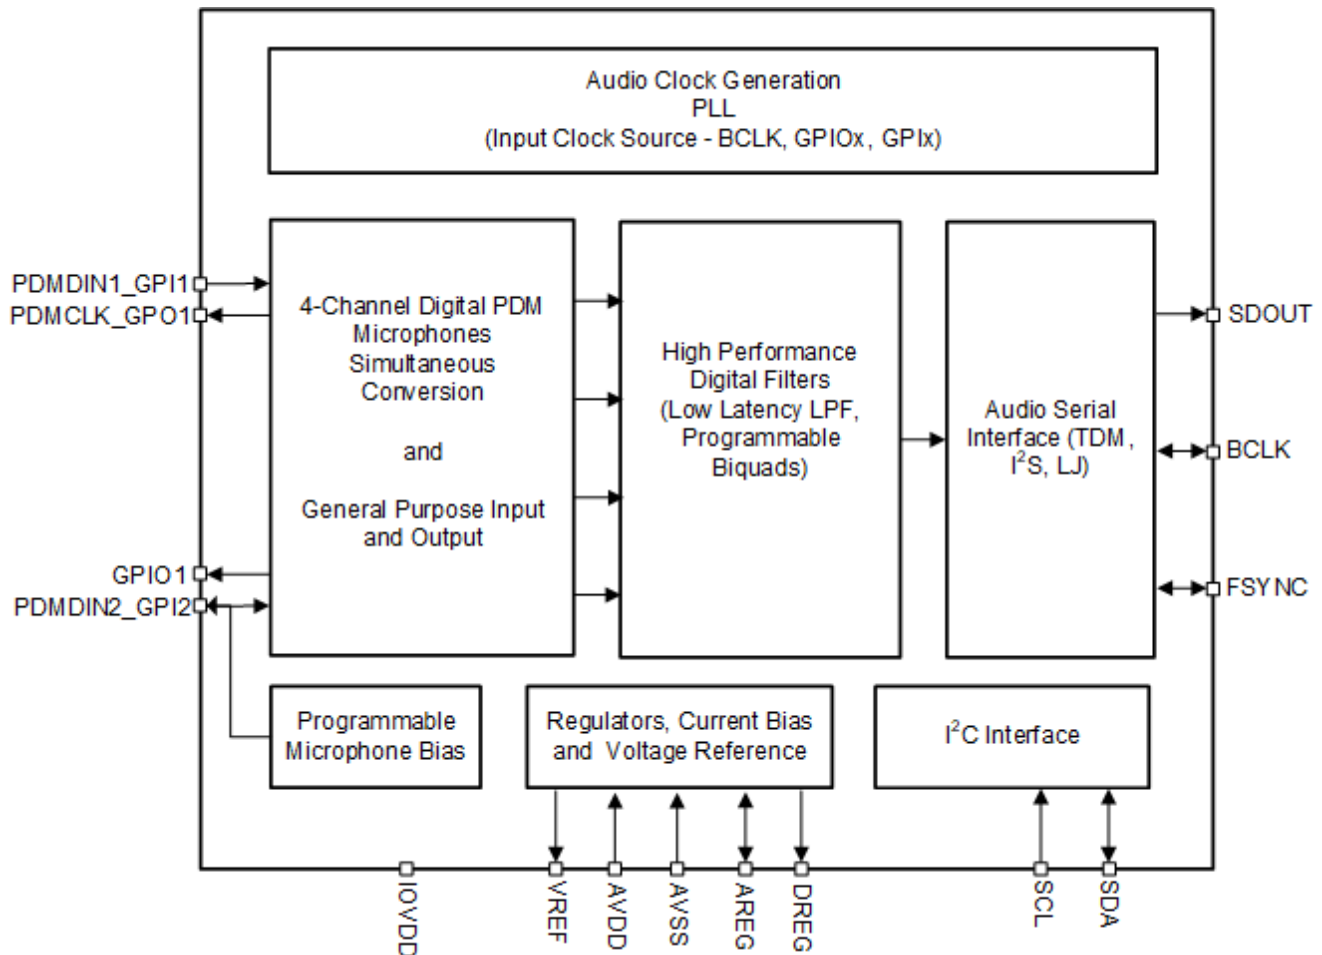 Audio Clock Generation
PLL
(Input Clock Source - BCLK, GPIOx, GPIx)
PDMDIN1_GPI1
PDMCLK_GPO1
GPIO1
PDMDIN2_GPI2
4-Channel Digital PDM
Microphones
Simultaneous
Conversion
and
General Purpose Input
and Output
High Performance
Digital Filters
(Low Latency LPF,
Programmable
Biquads)
Audio Serial
Interface (TDM,
I²S, LJ)
SDOUT
BCLK
FSYNC
Programmable
Microphone Bias
Regulators, Current Bias
and Voltage Reference
I²C Interface
IOVDD
VREF
AVDD
AVSS
AREG
DREG
SCL
SDA